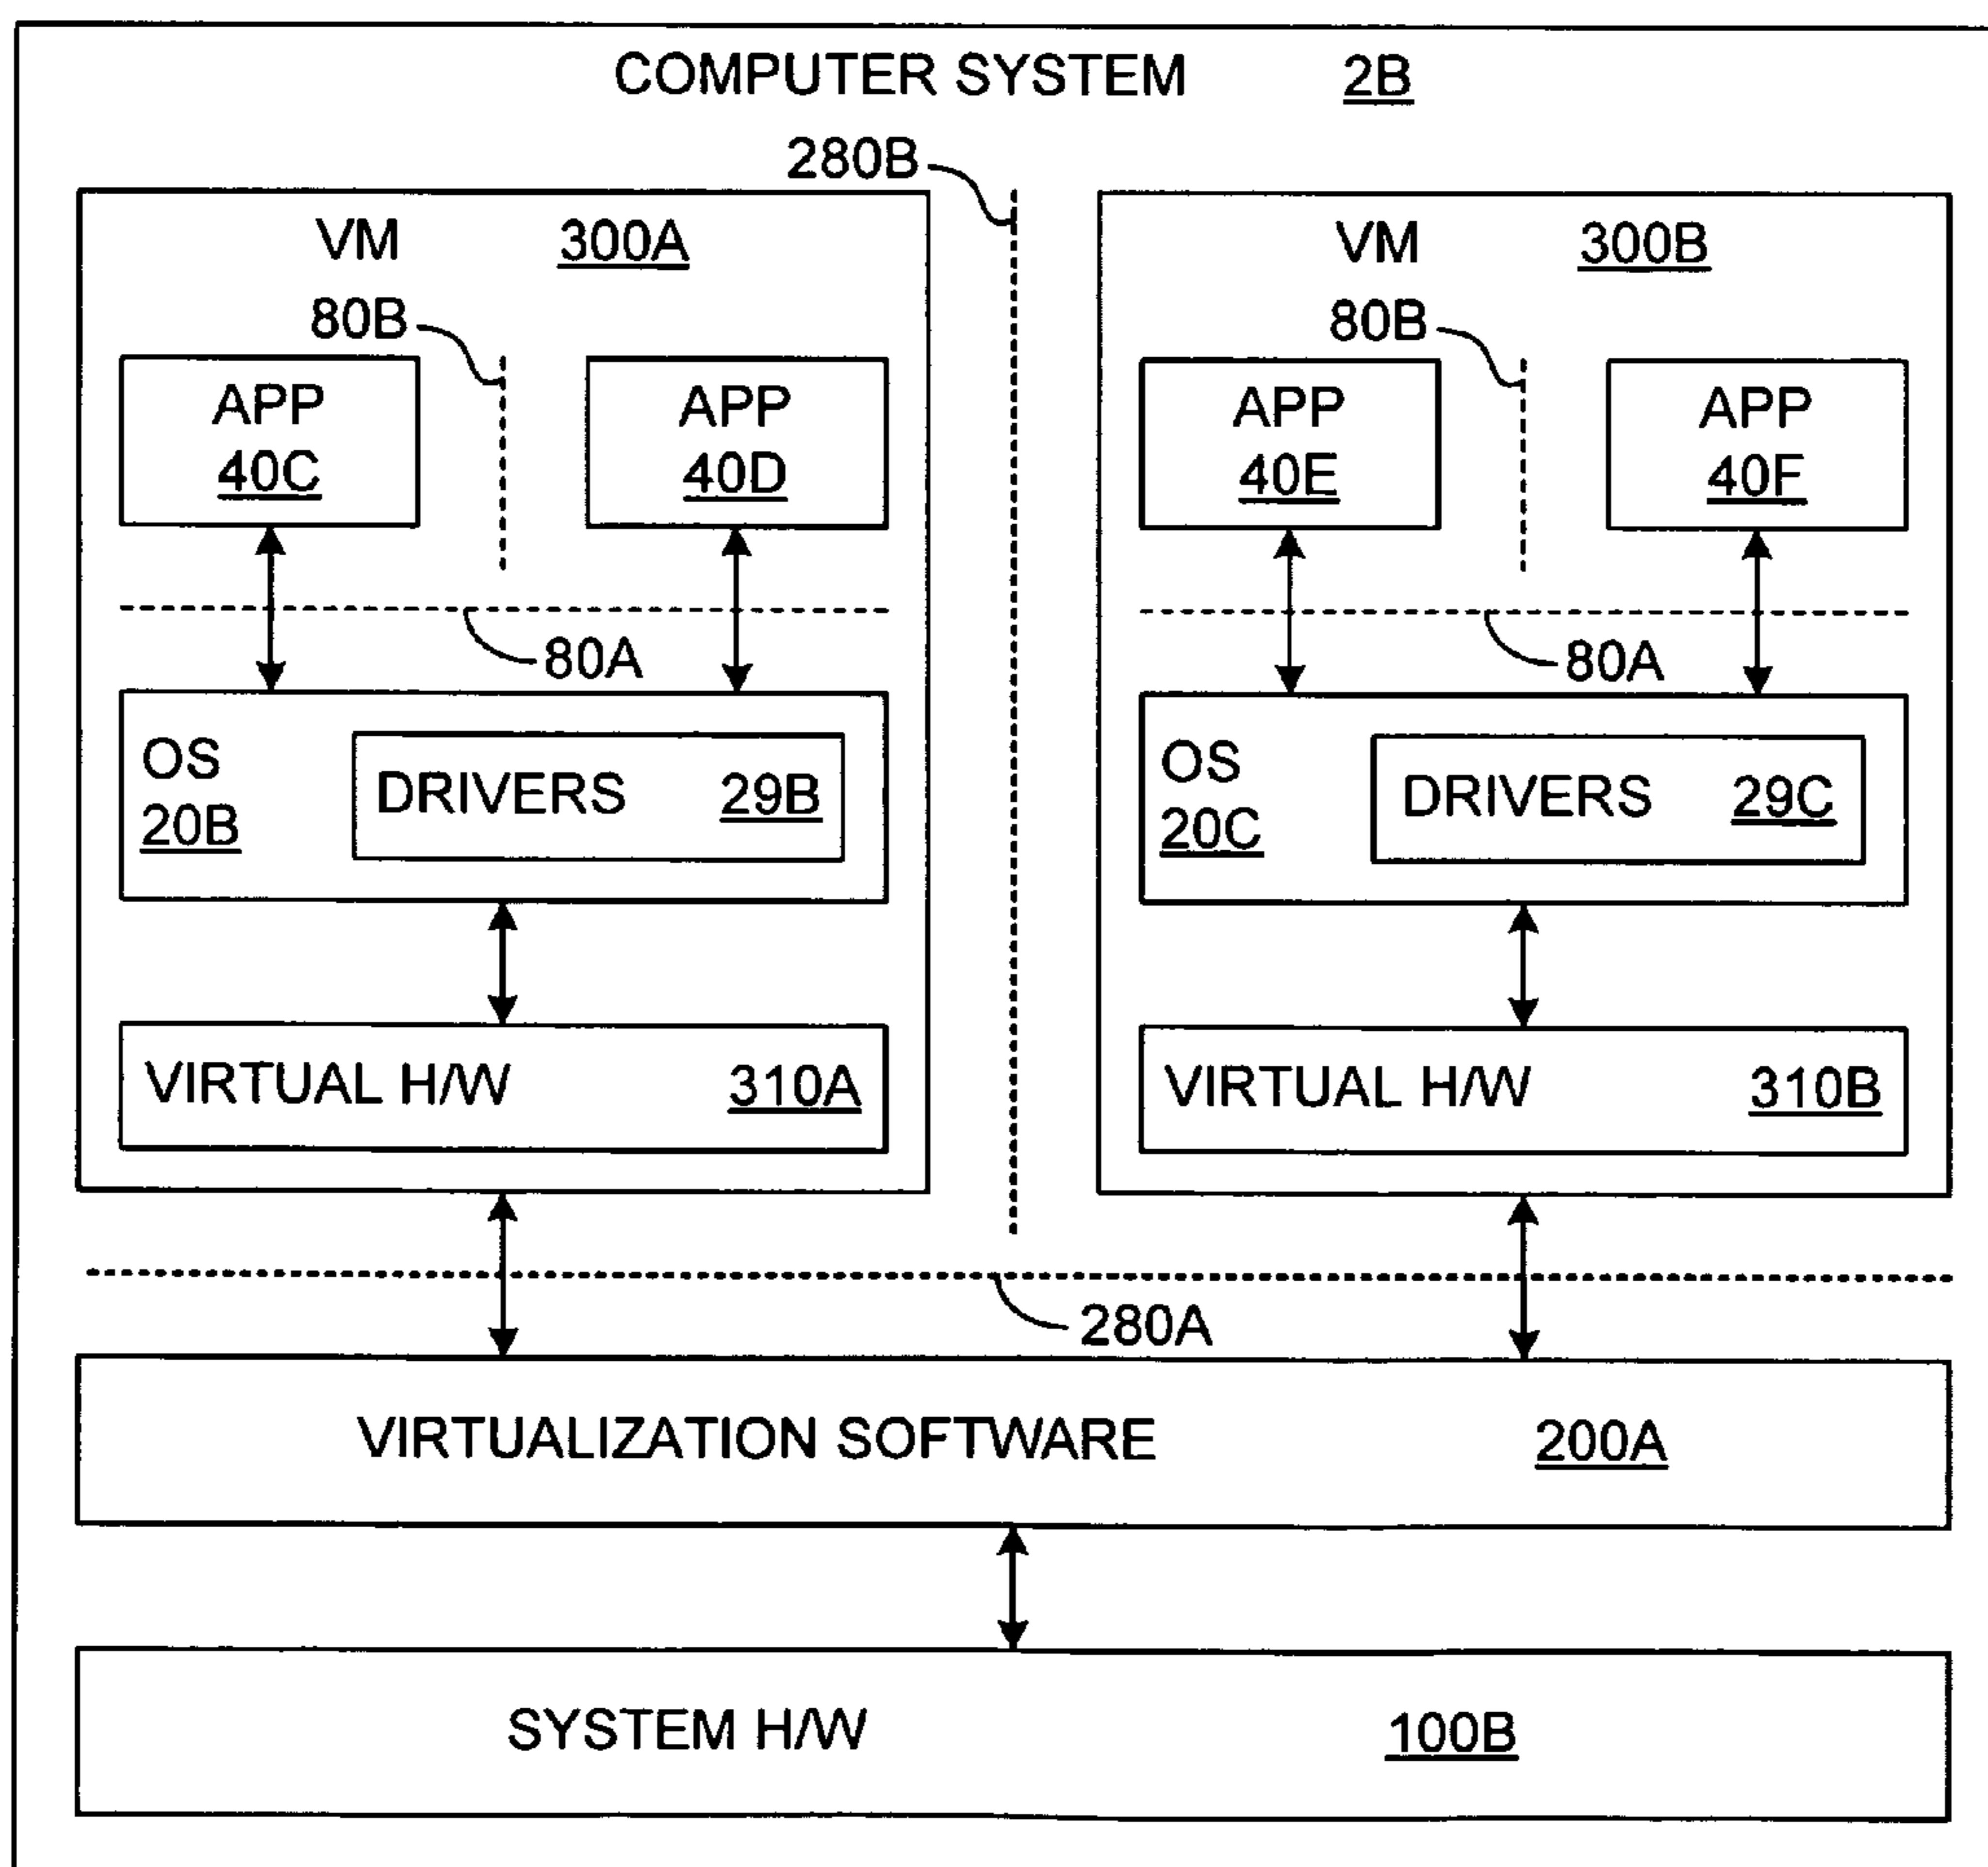 COMPUTER SYSTEM 2B
280B
VM 300A
80B
APP
40C
APP
40D
80A
OS
20B
DRIVERS 29B
VIRTUAL H/W 310A
VM 300B
80B
APP
40E
APP
40F
80A
OS
20C
DRIVERS 29C
VIRTUAL H/W 310B
280A
VIRTUALIZATION SOFTWARE 200A
SYSTEM H/W 100B